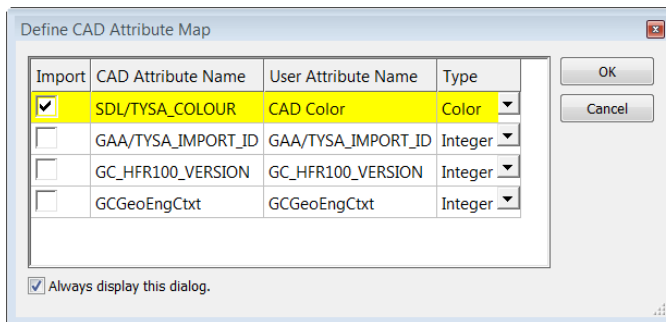 Define CAD Attribute Map
Import CAD Attribute Name User Attribute Name Type
SDL/TYSA_COLOUR CAD Color Color
GAA/TYSA_IMPORT_ID GAA/TYSA_IMPORT_ID Integer
GC_HFR100_VERSION GC_HFR100_VERSION Integer
GCGeoEngCtxt GCGeoEngCtxt Integer
OK
Cancel
Always display this dialog.